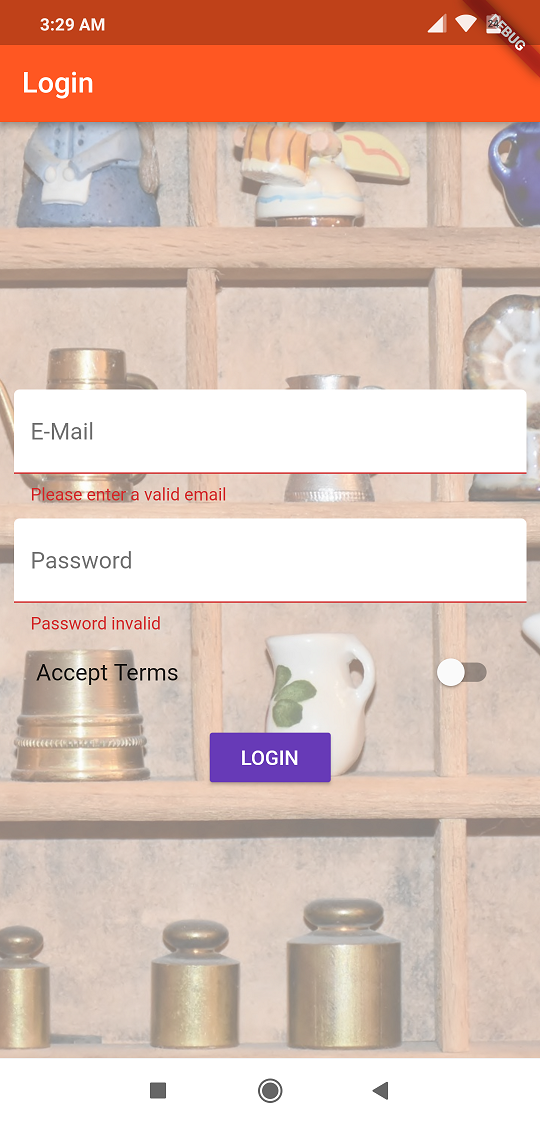 3:29 AM
DEBUG
Login
E-Mail
Please enter a valid email
Password
Password invalid
Accept Terms
LOGIN